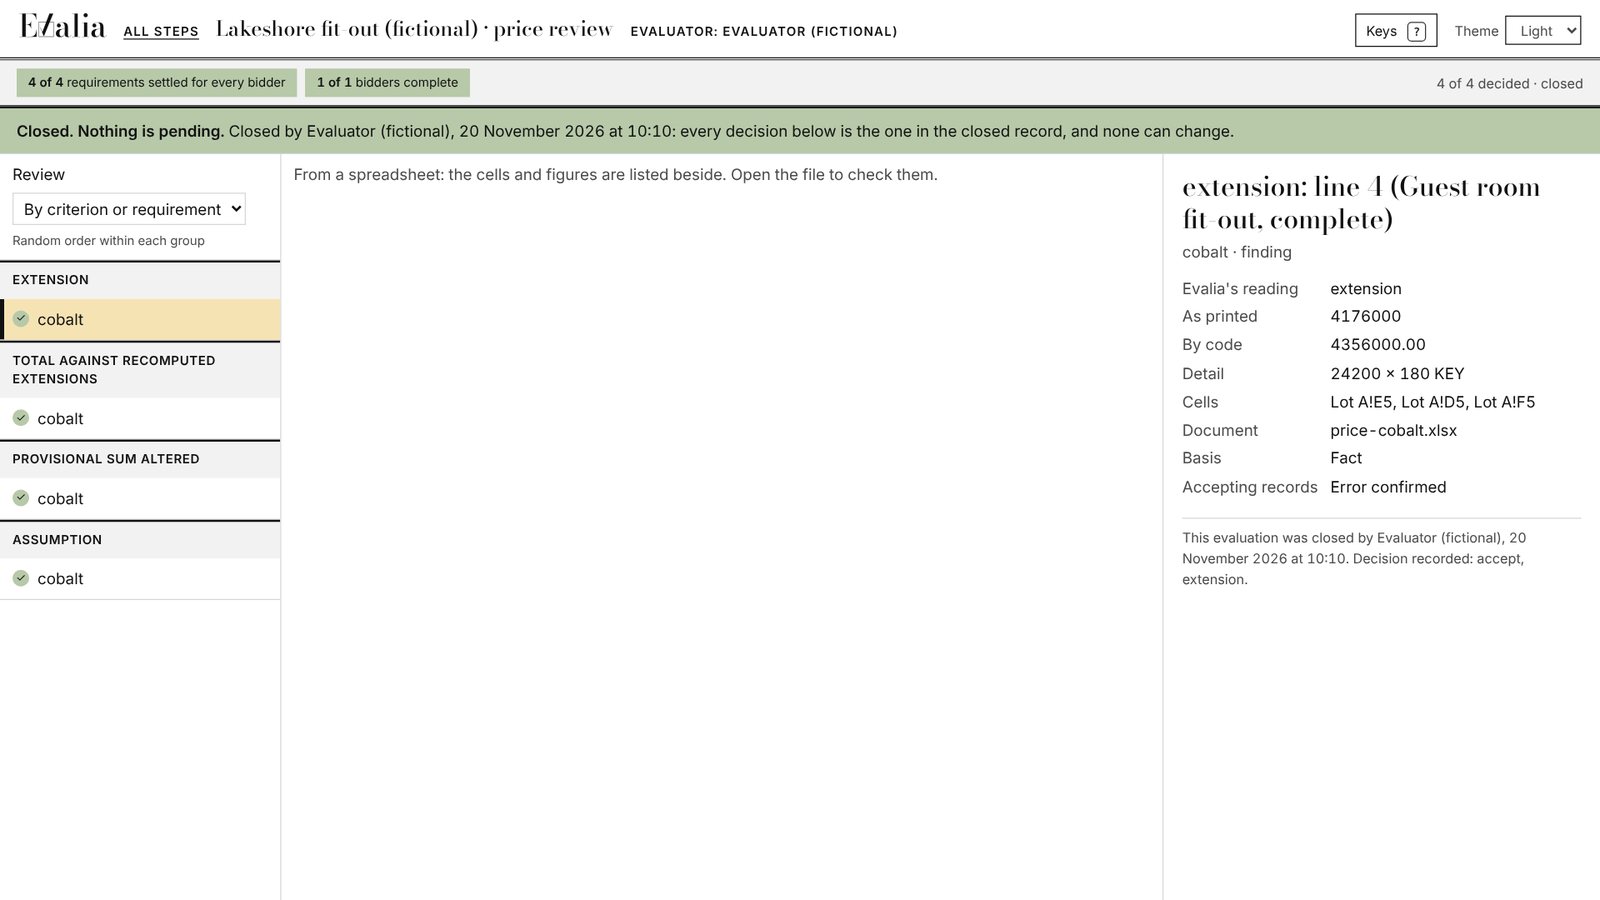 Evalia ALL STEPS Lakeshore fit-out (fictional) · price review EVALUATOR: EVALUATOR (FICTIONAL) Keys ? Theme Light
4 of 4 requirements settled for every bidder 1 of 1 bidders complete 4 of 4 decided · closed
Closed. Nothing is pending. Closed by Evaluator (fictional), 20 November 2026 at 10:10: every decision below is the one in the closed record, and none can change.
Review
By criterion or requirement
Random order within each group
EXTENSION
cobalt
TOTAL AGAINST RECOMPUTED
EXTENSIONS
cobalt
PROVISIONAL SUM ALTERED
cobalt
ASSUMPTION
cobalt
From a spreadsheet: the cells and figures are listed beside. Open the file to check them.
extension: line 4 (Guest room
fit-out, complete)
cobalt · finding
Evalia's reading extension
As printed 4176000
By code 4356000.00
Detail 24200 × 180 KEY
Cells Lot A!E5, Lot A!D5, Lot A!F5
Document price-cobalt.xlsx
Basis Fact
Accepting records Error confirmed
This evaluation was closed by Evaluator (fictional), 20
November 2026 at 10:10. Decision recorded: accept,
extension.